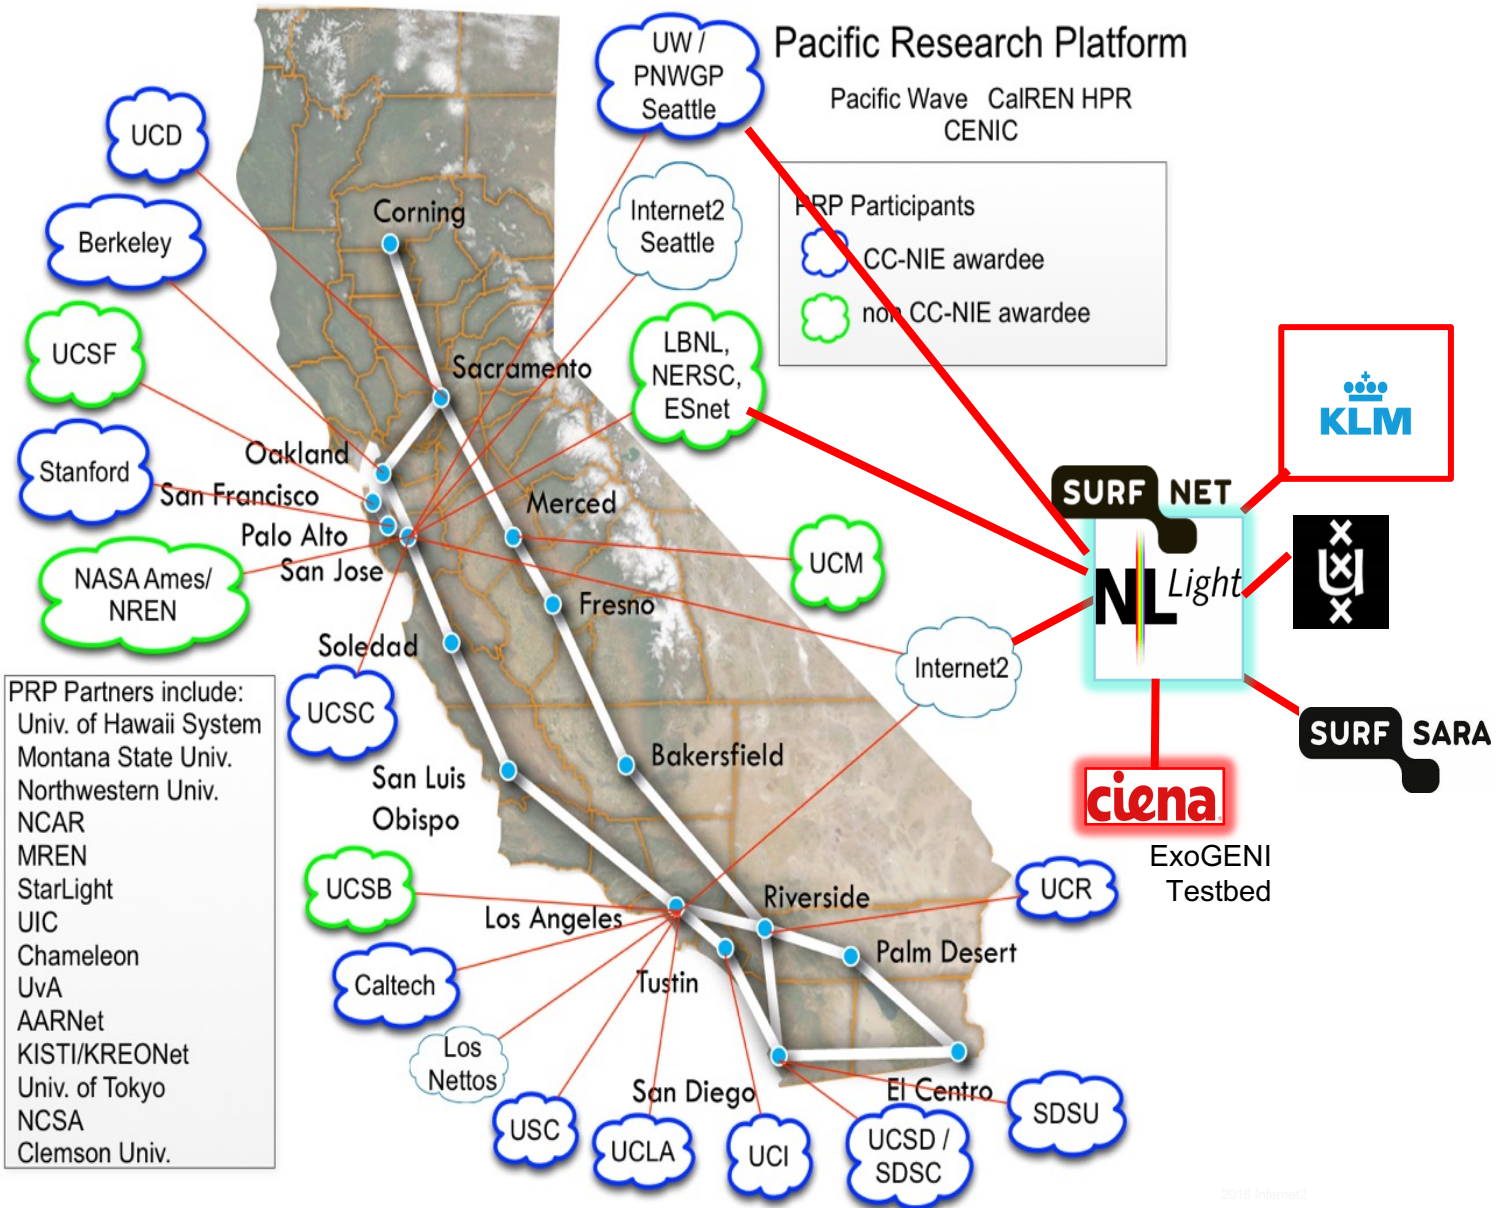 Pacific Research Platform
Pacific Wave CalREN HPR
CENIC
UW /
PNWGP
Seattle
UCD
Internet2
Seattle
PRP Participants
CC-NIE awardee
non CC-NIE awardee
Berkeley
Corning
UCSF
LBNL,
NERSC,
ESnet
Sacramento
KLM
Stanford
Oakland
San Francisco
Merced
SURF NET
Palo Alto
San Jose
NASA Ames/
NREN
UCM
NL Light
Fresno
Soledad
Internet2
PRP Partners include:
Univ. of Hawaii System
Montana State Univ.
Northwestern Univ.
NCAR
MREN
StarLight
UIC
Chameleon
UvA
AARNet
KISTI/KREONet
Univ. of Tokyo
NCSA
Clemson Univ.
UCSC
SURF SARA
San Luis
Obispo
Bakersfield
ciena
ExoGENI
Testbed
UCSB
Los Angeles
Riverside
UCR
Caltech
Tustin
Palm Desert
Los
Nettos
San Diego
El Centro
USC
UCLA
UCI
UCSD /
SDSC
SDSU
2016 Internet2